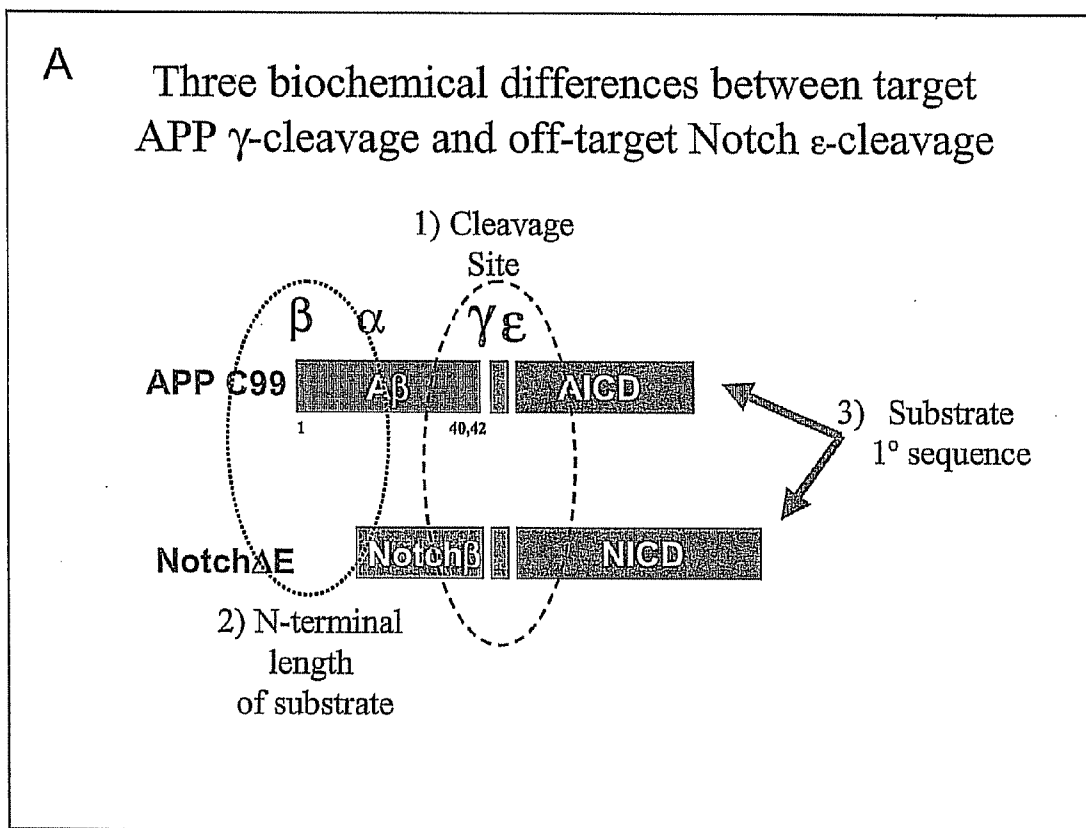 A
Three biochemical differences between target
APP γ-cleavage and off-target Notch ε-cleavage
1) Cleavage
Site
β α γ ε
APP C99 Aβ AICD
1 40,42
3) Substrate
1º sequence
NotchΔE Notchβ NICD
2) N-terminal
length
of substrate